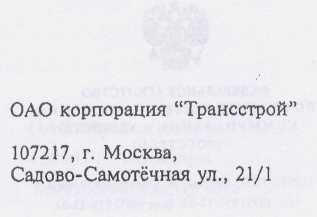 ОАО корпорация “Трансстрой”
107217, г. Москва,
Садово-Самотёчная ул., 21/1